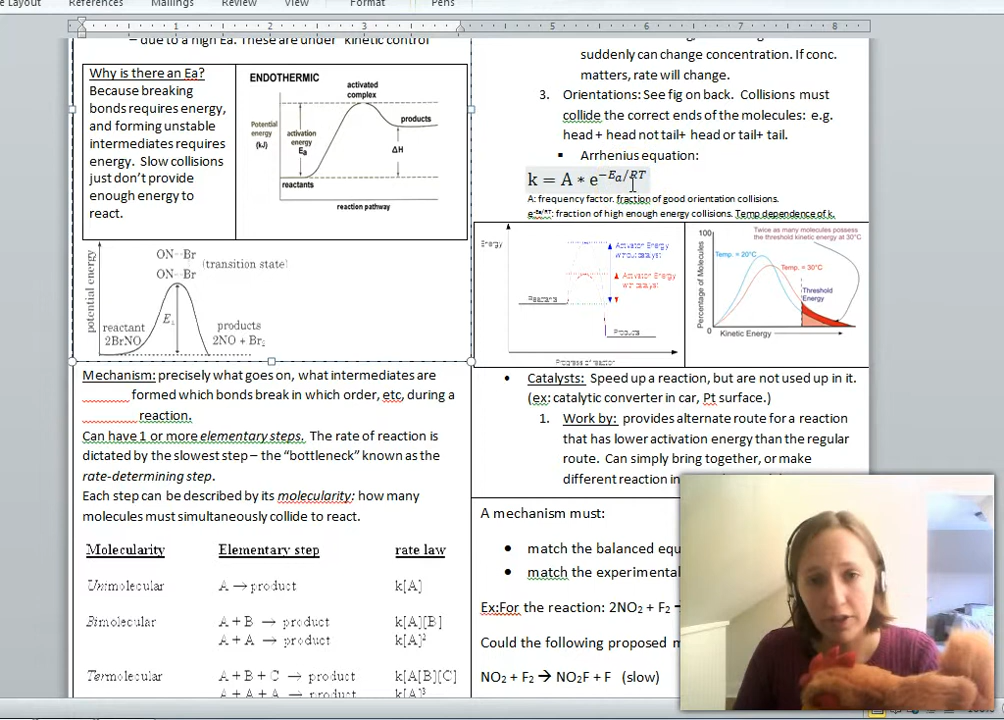 e Layout References Mailings Review View Format Pens
1 2 3 5 6 7 8
– due to a high Ea. These are under "kinetic control
Why is there an Ea?
Because breaking
bonds requires energy,
and forming unstable
intermediates requires
energy. Slow collisions
just don't provide
enough energy to
react.
ENDOTHERMIC
activated
complex
Potential
energy
(kJ)
activation
energy
Ea
products
ΔH
reactants
reaction pathway
potential energy
ON··Br
ON··Br
(transition state)
reactant
2BrNO
products
2NO + Br2
Mechanism: precisely what goes on, what intermediates are
______ formed which bonds break in which order, etc, during a
______ reaction.
Can have 1 or more elementary steps. The rate of reaction is
dictated by the slowest step – the "bottleneck" known as the
rate-determining step.
Each step can be described by its molecularity: how many
molecules must simultaneously collide to react.
Molecularity Elementary step rate law
Unimolecular A → product k[A]
Bimolecular A + B → product k[A][B]
A + A → product k[A]²
Termolecular A + B + C → product k[A][B][C]
A + A + A → product k[A]³
suddenly can change concentration. If conc.
matters, rate will change.
3. Orientations: See fig on back. Collisions must
collide the correct ends of the molecules: e.g.
head + head not tail+ head or tail+ tail.
▪ Arrhenius equation:
k = A * e^−Ea/RT
A: frequency factor. fraction of good orientation collisions.
e-Ea/RT: fraction of high enough energy collisions. Temp dependence of k.
Energy
Activation Energy
without catalyst
Activation Energy
with catalyst
Reactants
Products
Progress of reaction
Percentage of Molecules
100
0
Twice as many molecules possess
the threshold kinetic energy at 30°C
Temp. = 20°C
Temp. = 30°C
Threshold
Energy
Kinetic Energy
• Catalysts: Speed up a reaction, but are not used up in it.
(ex: catalytic converter in car, Pt surface.)
1. Work by: provides alternate route for a reaction
that has lower activation energy than the regular
route. Can simply bring together, or make
different reaction in
A mechanism must:
• match the balanced equ
• match the experimental
Ex:For the reaction: 2NO2 + F2
Could the following proposed
NO2 + F2 → NO2F + F (slow)